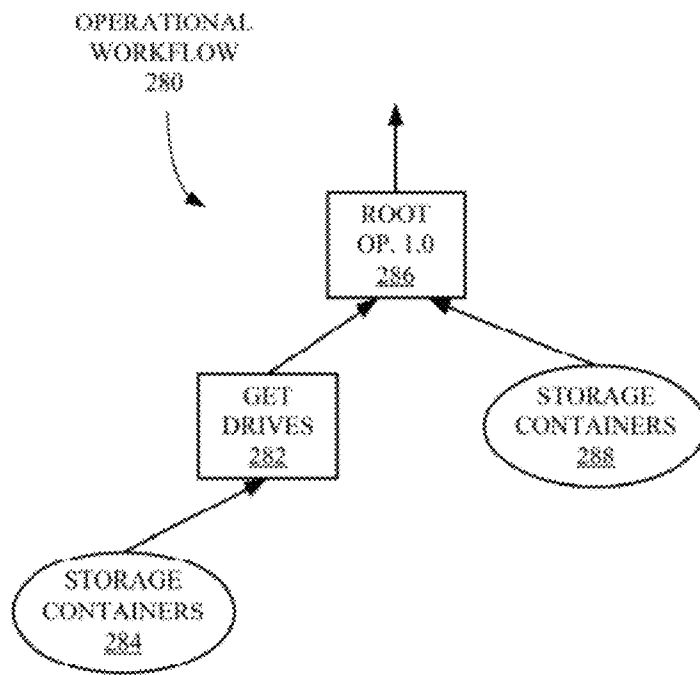 OPERATIONAL
WORKFLOW
280
ROOT
OP. 1.0
286
GET
DRIVES
282
STORAGE
CONTAINERS
288
STORAGE
CONTAINERS
284